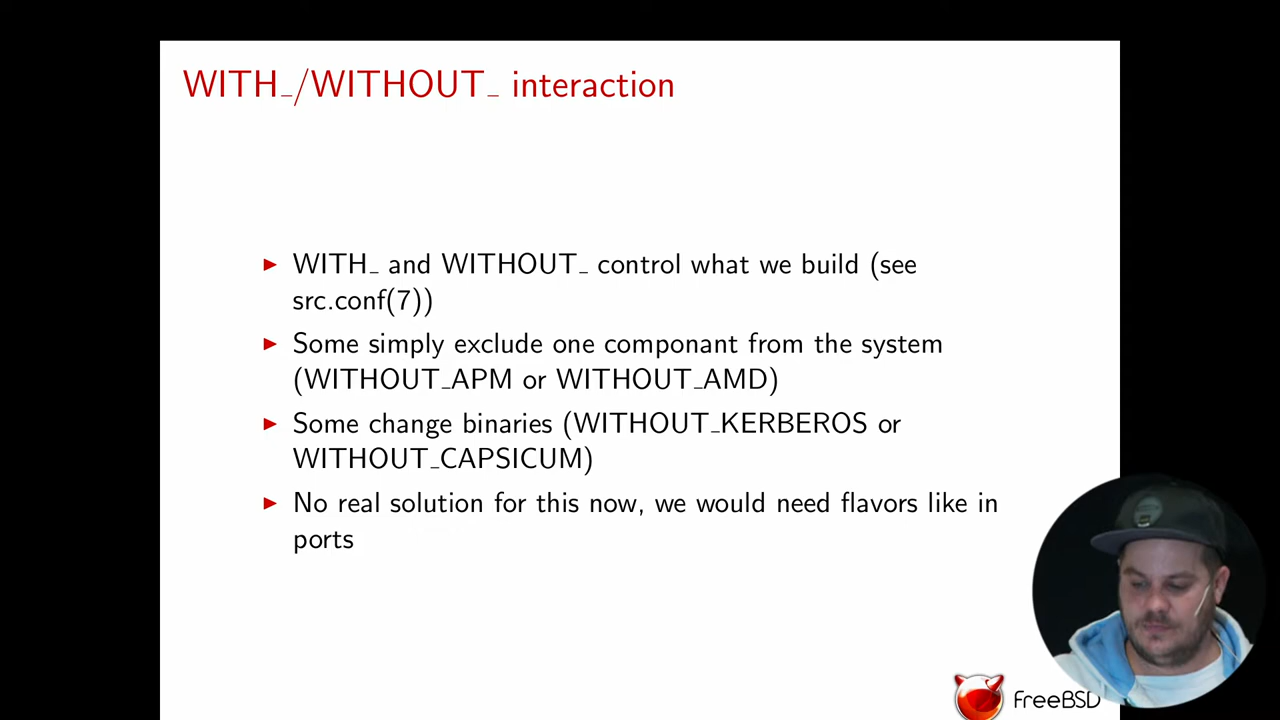 WITH_/WITHOUT_ interaction
▶ WITH_ and WITHOUT_ control what we build (see
src.conf(7))
▶ Some simply exclude one componant from the system
(WITHOUT_APM or WITHOUT_AMD)
▶ Some change binaries (WITHOUT_KERBEROS or
WITHOUT_CAPSICUM)
▶ No real solution for this now, we would need flavors like in
ports
FreeBSD